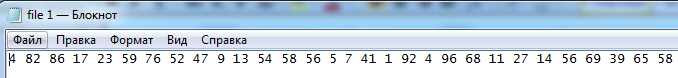 file 1 — Блокнот
Файл Правка Формат Вид Справка
4 82 86 17 23 59 76 52 47 9 13 54 58 56 5 7 41 1 92 4 96 68 11 27 14 56 69 39 65 58